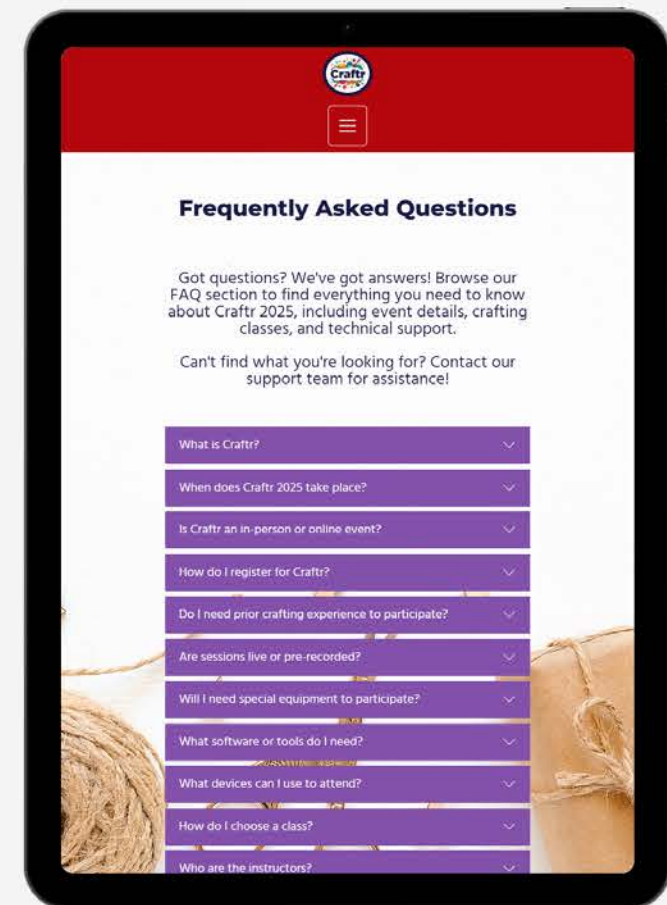 Craftr
Frequently Asked Questions
Got questions? We've got answers! Browse our
FAQ section to find everything you need to know
about Craftr 2025, including event details, crafting
classes, and technical support.
Can't find what you're looking for? Contact our
support team for assistance!
What is Craftr?
When does Craftr 2025 take place?
Is Craftr an in-person or online event?
How do I register for Craftr?
Do I need prior crafting experience to participate?
Are sessions live or pre-recorded?
Will I need special equipment to participate?
What software or tools do I need?
What devices can I use to attend?
How do I choose a class?
Who are the instructors?